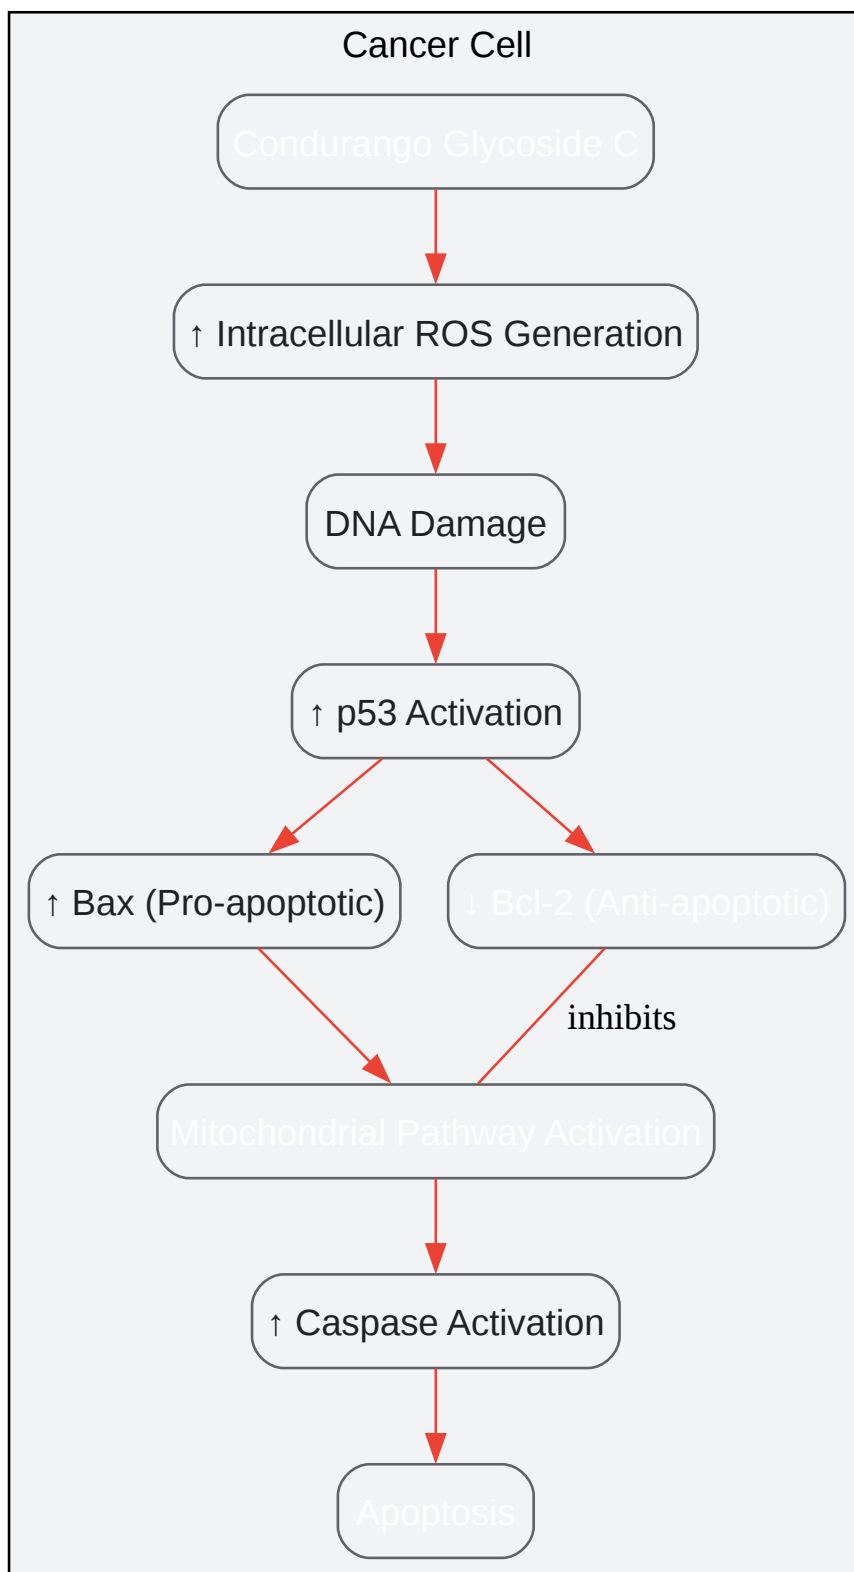 Cancer Cell
Condurango Glycoside C
↑ Intracellular ROS Generation
DNA Damage
↑ p53 Activation
↑ Bax (Pro-apoptotic)
↓ Bcl-2 (Anti-apoptotic)
inhibits
Mitochondrial Pathway Activation
↑ Caspase Activation
Apoptosis